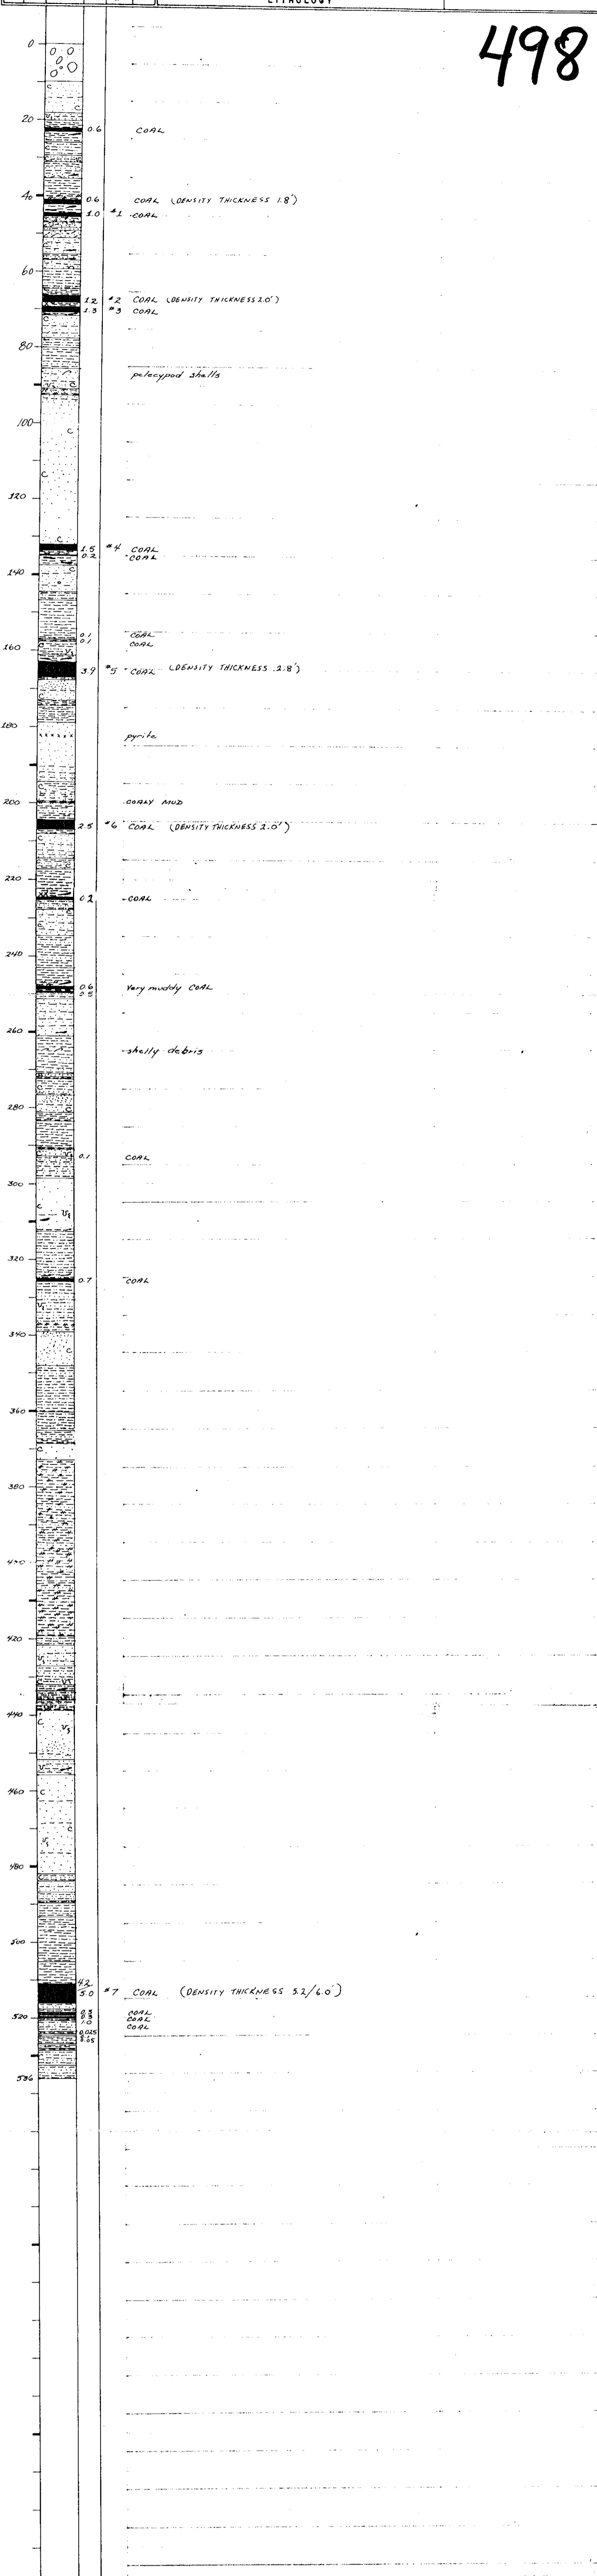 LITHOLOGY
498
0
20
0.6 COAL
40
0.6 COAL (DENSITY THICKNESS 1.8')
1.0 #1 COAL
60
1.2 #2 COAL (DENSITY THICKNESS 2.0')
1.3 #3 COAL
80
pelecypod shells
100
120
1.5 #4 COAL
0.2 COAL
140
0.1 COAL
0.1 COAL
160
3.9 #5 COAL (DENSITY THICKNESS 2.8')
180
pyrite
200 COALY MUD
2.5 #6 COAL (DENSITY THICKNESS 2.0')
220
0.2 COAL
240
0.6 Very muddy COAL
260
shelly debris
280
0.1 COAL
300
320
0.7 COAL
340
360
380
400
420
440
460
480
500
4.2
5.0 #7 COAL (DENSITY THICKNESS 5.2/6.0')
520
COAL
COAL
1.0 COAL
0.025
536